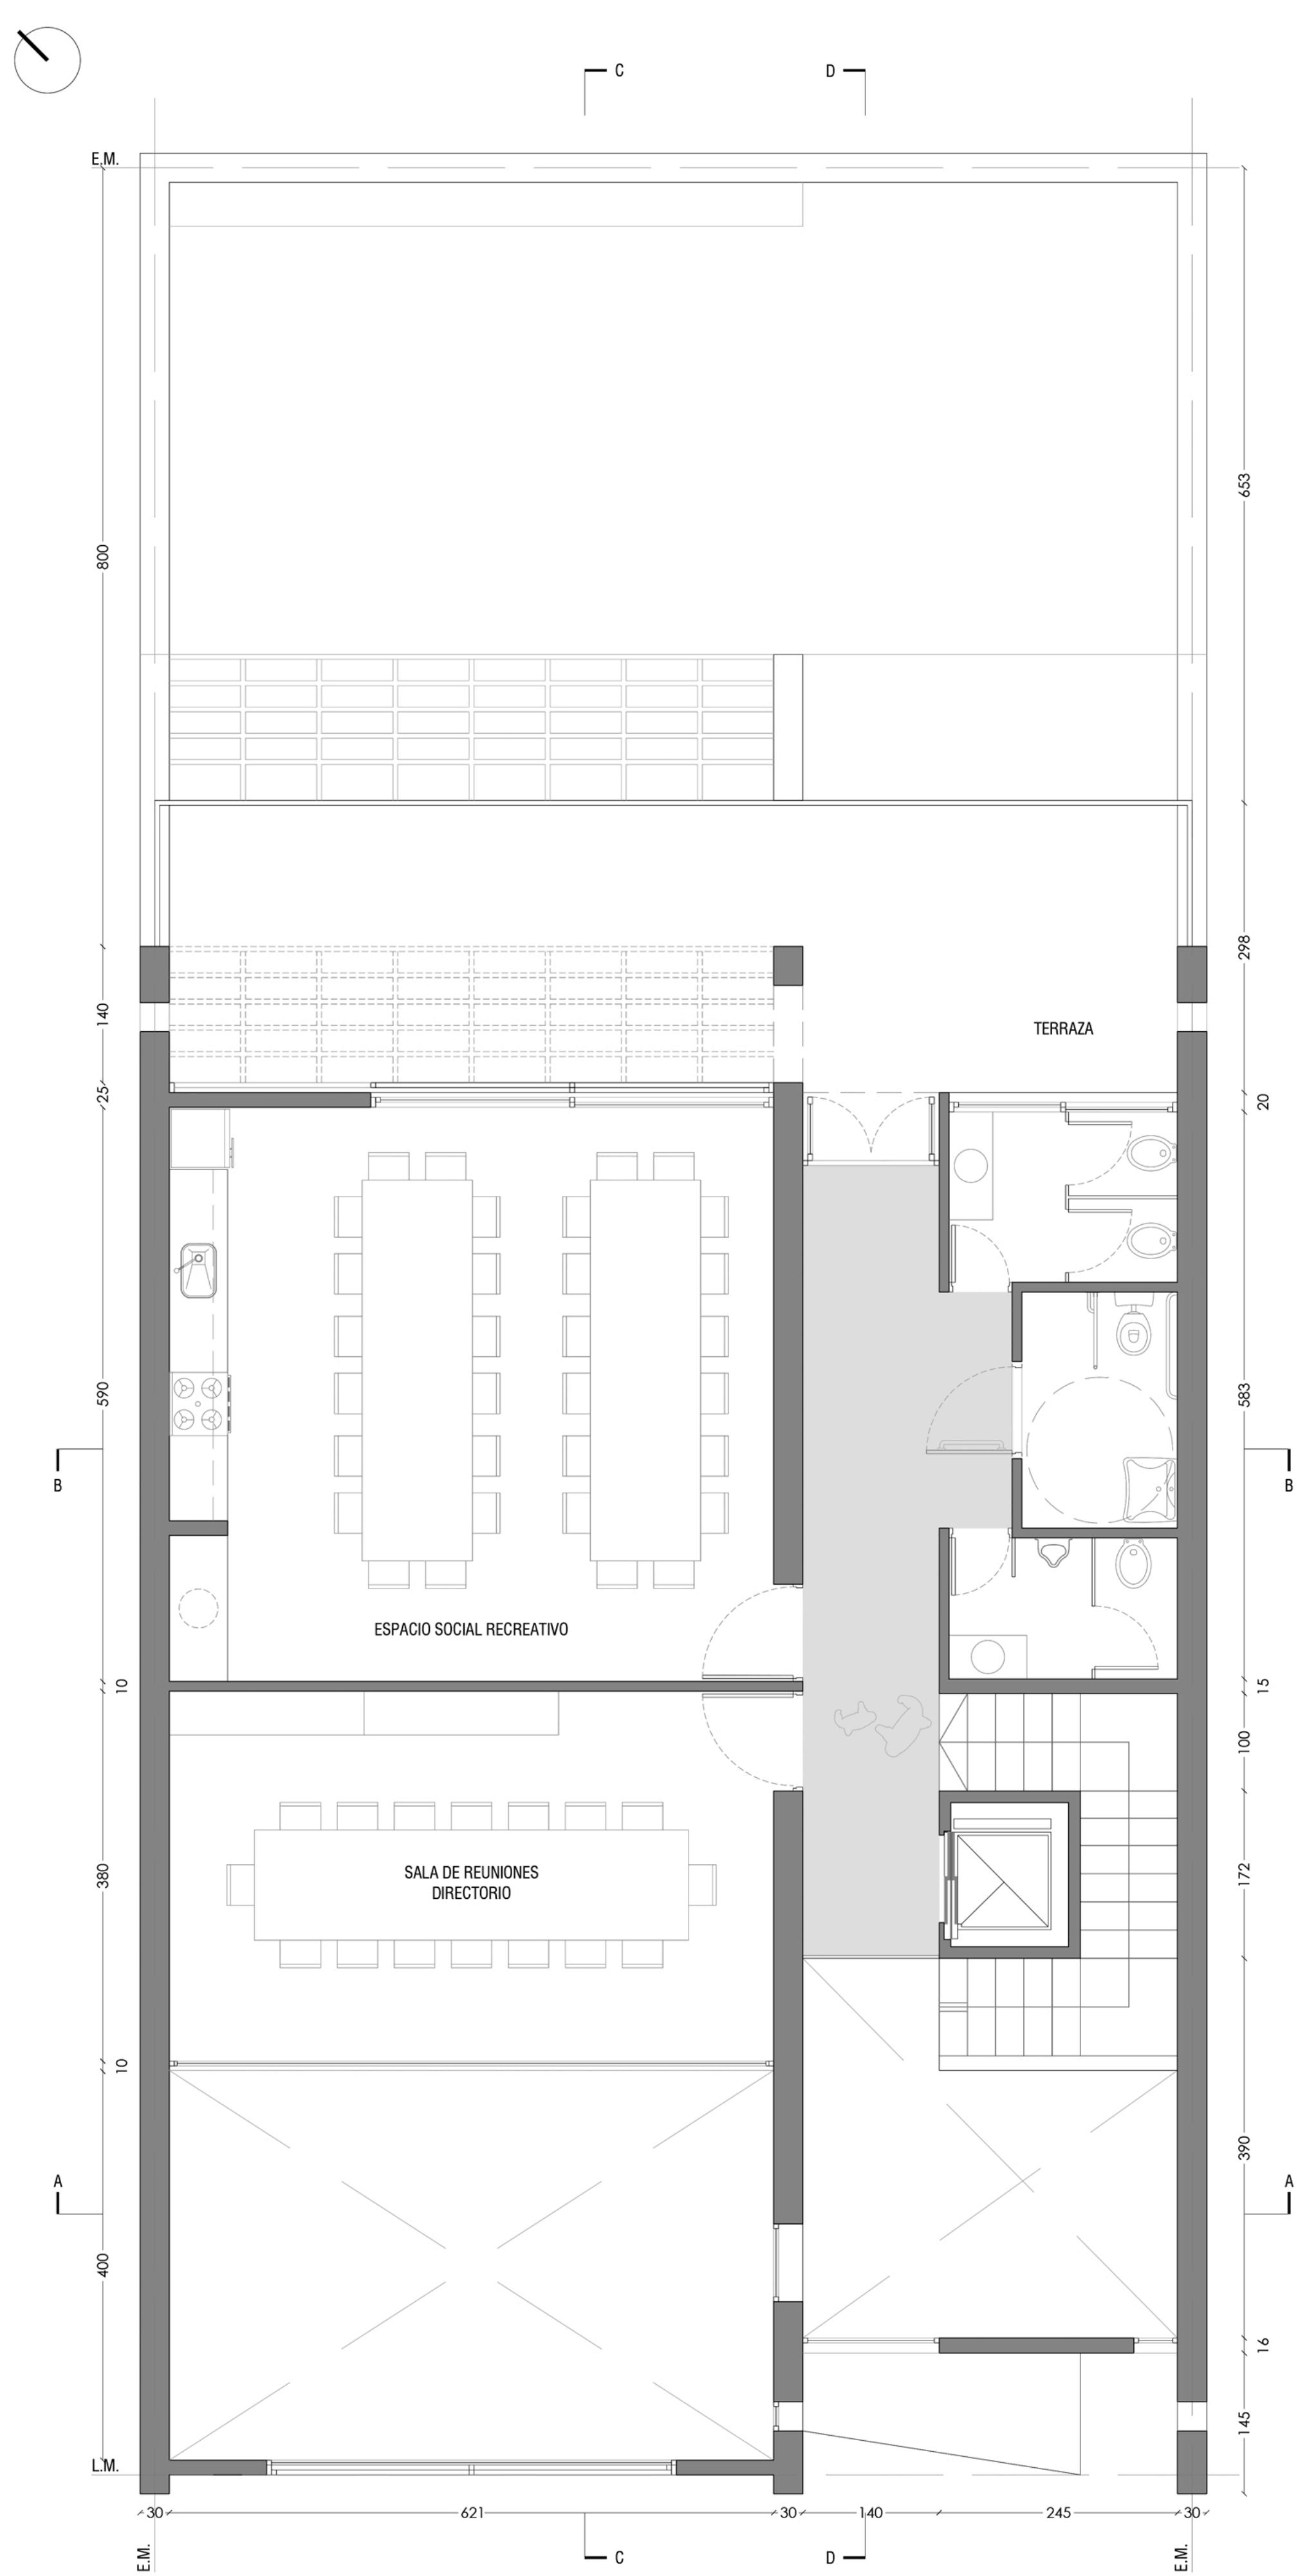 C
D
E.M.
653
800
298
140
TERRAZA
25
20
590
583
B
B
ESPACIO SOCIAL RECREATIVO
10
15
100
SALA DE REUNIONES
DIRECTORIO
380
172
10
390
A
A
400
16
145
L.M.
30
621
30
140
245
30
E.M.
C
D
E.M.